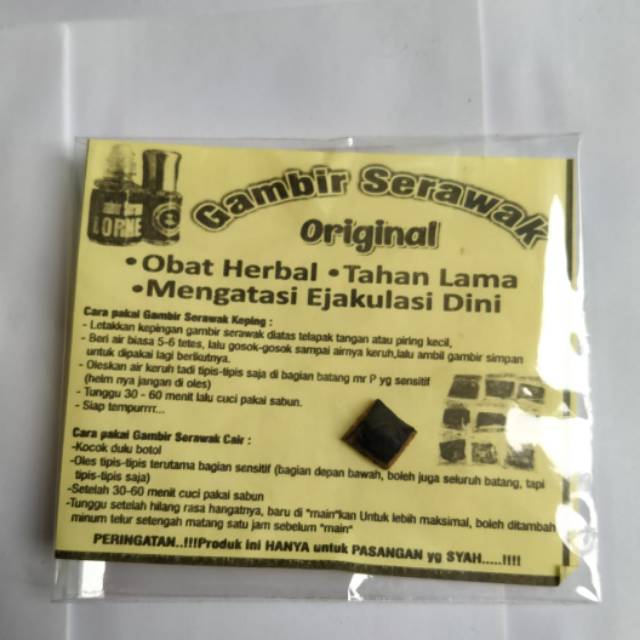 Gambir Serawak
Original
•Obat Herbal •Tahan Lama
•Mengatasi Ejakulasi Dini
Cara pakai Gambir Serawak Keping :
- Letakkan kepingan gambir serawak diatas telapak tangan atau piring kecil,
- Beri air biasa 5-6 tetes, lalu gosok-gosok sampai airnya keruh,lalu ambil gambir simpan
untuk dipakai lagi berikutnya.
- Oleskan air keruh tadi tipis-tipis saja di bagian batang mr P yg sensitif
(helm nya jangan di oles)
- Tunggu 30 - 60 menit lalu cuci pakai sabun.
- Siap tempurrrr...
Cara pakai Gambir Serawak Cair :
-Kocok dulu botol
-Oles tipis-tipis terutama bagian sensitif (bagian depan bawah, boleh juga seluruh batang, tapi
tipis-tipis saja)
-Setelah 30-60 menit cuci pakai sabun
-Tunggu setelah hilang rasa hangatnya, baru di "main"kan Untuk lebih maksimal, boleh ditambah
minum telur setengah matang satu jam sebelum "main"
PERINGATAN..!!!Produk ini HANYA untuk PASANGAN yg SYAH.....!!!!